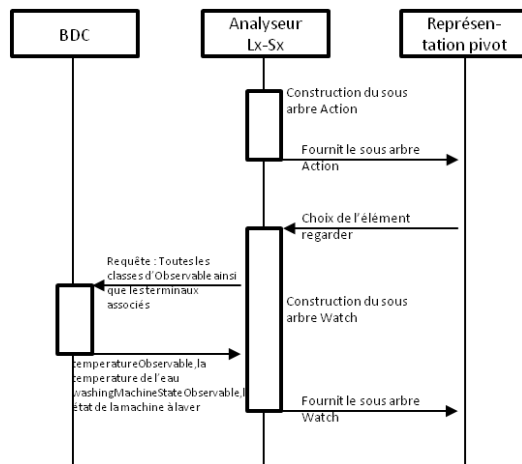 BDC
Analyseur
Lx-Sx
Représen-
tation pivot
Construction du sous
arbre Action
Fournit le sous arbre
Action
Choix de l'élément
regarder
Requête : Toutes les
classes d'Observable ainsi
que les terminaux
associés
Construction du sous
arbre Watch
temperatureObservable, la
temperature de l'eau
washingMachineStateObservable, l
état de la machine à laver
Fournit le sous arbre
Watch